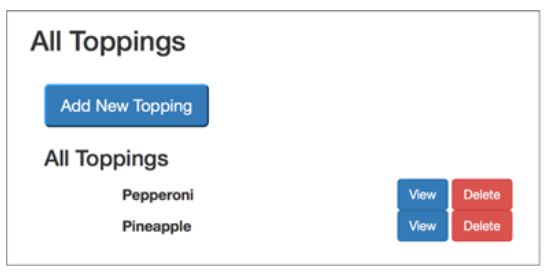 All Toppings
Add New Topping
All Toppings
Pepperoni View Delete
Pineapple View Delete